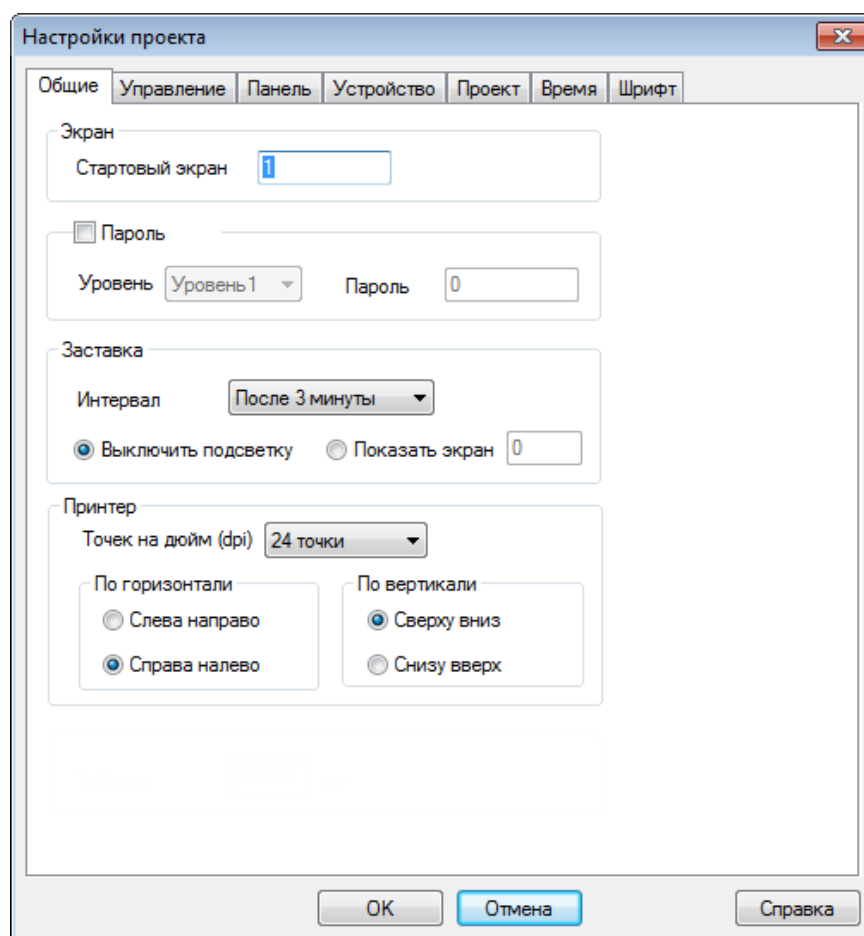 Настройки проекта
Общие Управление Панель Устройство Проект Время Шрифт
Экран
Стартовый экран 1
Пароль
Уровень Уровень1 Пароль 0
Заставка
Интервал После 3 минуты
Выключить подсветку Показать экран 0
Принтер
Точек на дюйм (dpi) 24 точки
По горизонтали По вертикали
Слева направо Сверху вниз
Справа налево Снизу вверх
OK Отмена Справка